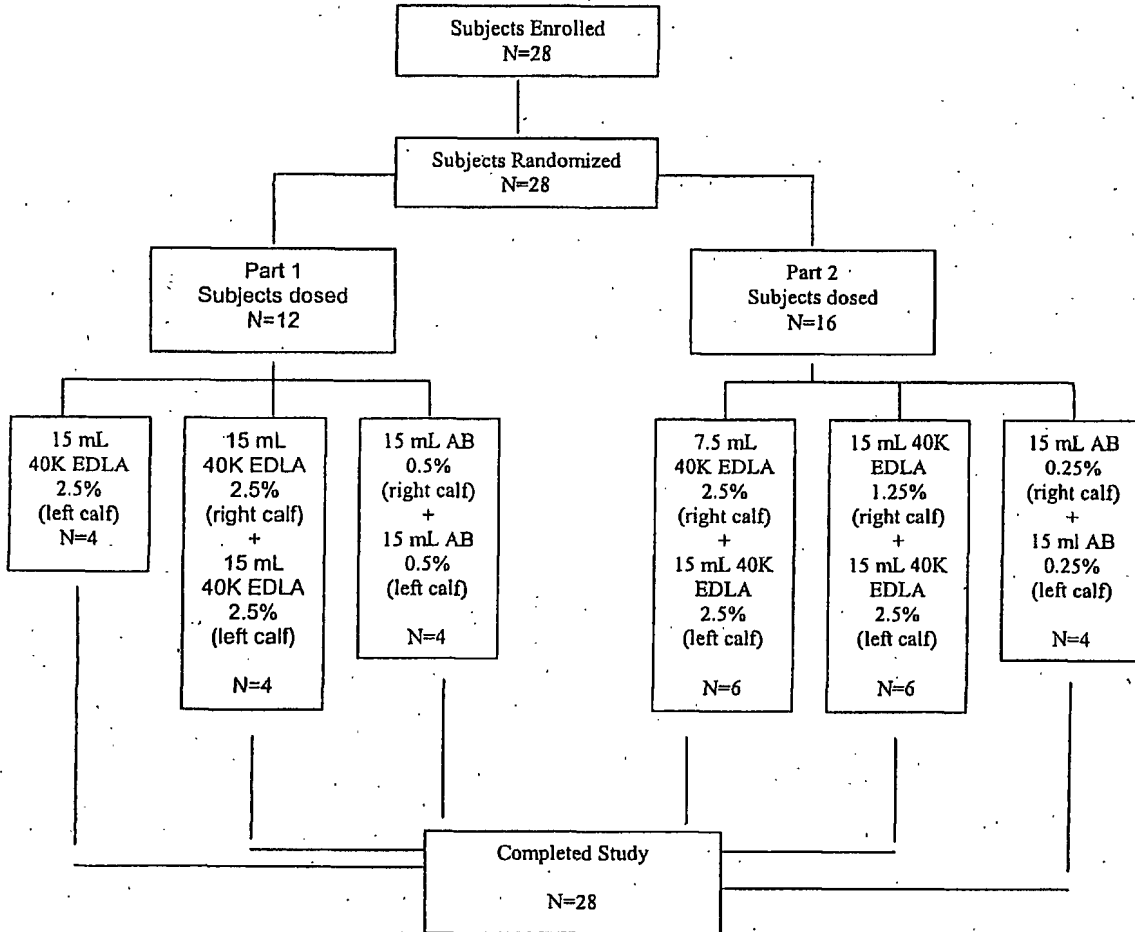 Subjects Enrolled
N=28
Subjects Randomized
N=28
Part 1
Subjects dosed
N=12
Part 2
Subjects dosed
N=16
15 mL
40K EDLA
2.5%
(left calf)
N=4
15 mL
40K EDLA
2.5%
(right calf)
+
15 mL
40K EDLA
2.5%
(left calf)
N=4
15 mL AB
0.5%
(right calf)
+
15 mL AB
0.5%
(left calf)
N=4
7.5 mL
40K EDLA
2.5%
(right calf)
+
15 mL 40K
EDLA
2.5%
(left calf)
N=6
15 mL 40K
EDLA
1.25%
(right calf)
+
15 mL 40K
EDLA
2.5%
(left calf)
N=6
15 mL AB
0.25%
(right calf)
+
15 ml AB
0.25%
(left calf)
N=4
Completed Study
N=28